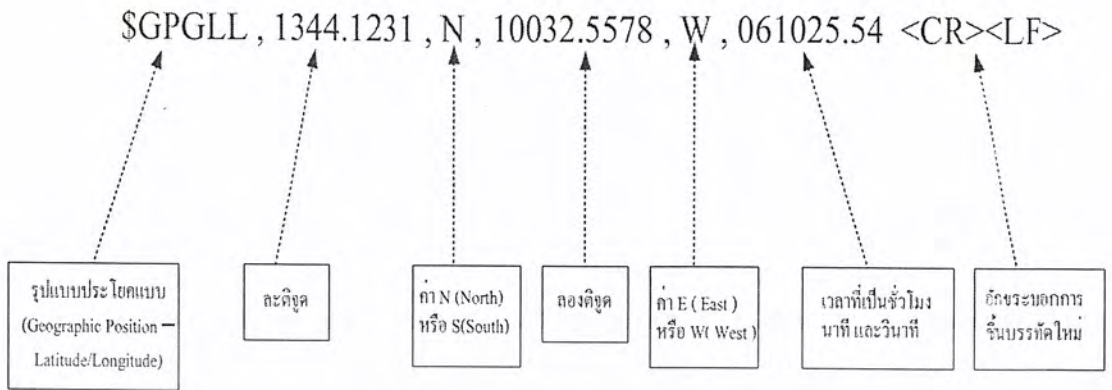 $GPGLL , 1344.1231 , N , 10032.5578 , W , 061025.54 <CR><LF>
รูปแบบประโยคแบบ
(Geographic Position –
Latitude/Longitude)
ละติจูด
ค่า N (North)
หรือ S(South)
ลองติจูด
ค่า E ( East )
หรือ W( West )
เวลาที่เป็นชั่วโมง
นาที และวินาที
อักขระบอกการ
ขึ้นบรรทัดใหม่